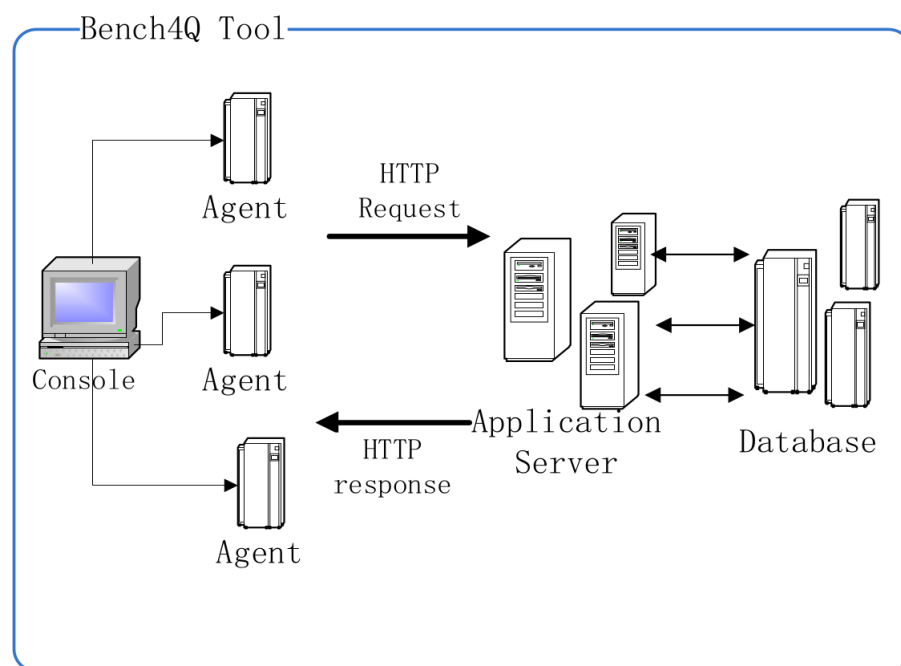 Bench4Q Tool
Agent
HTTP
Request
Console
Agent
Application
Server
Database
HTTP
response
Agent